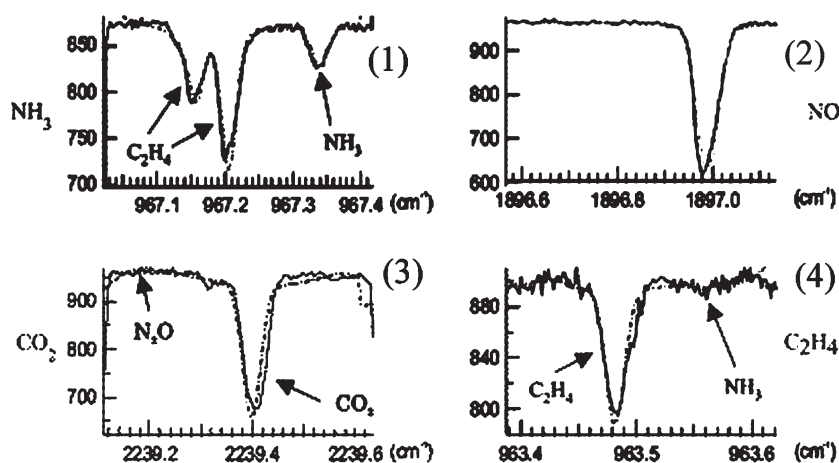 850
800
750
700
NH₃
C₂H₄
NH₃
(1)
967.1 967.2 967.3 967.4 (cm⁻¹)
900
800
700
600
(2)
NO
1896.6 1896.8 1897.0 (cm⁻¹)
900
800
700
CO₂
N₂O
CO₂
(3)
2239.2 2239.4 2239.6 (cm⁻¹)
880
840
800
C₂H₄
NH₃
(4)
C₂H₄
963.4 963.5 963.6 (cm⁻¹)